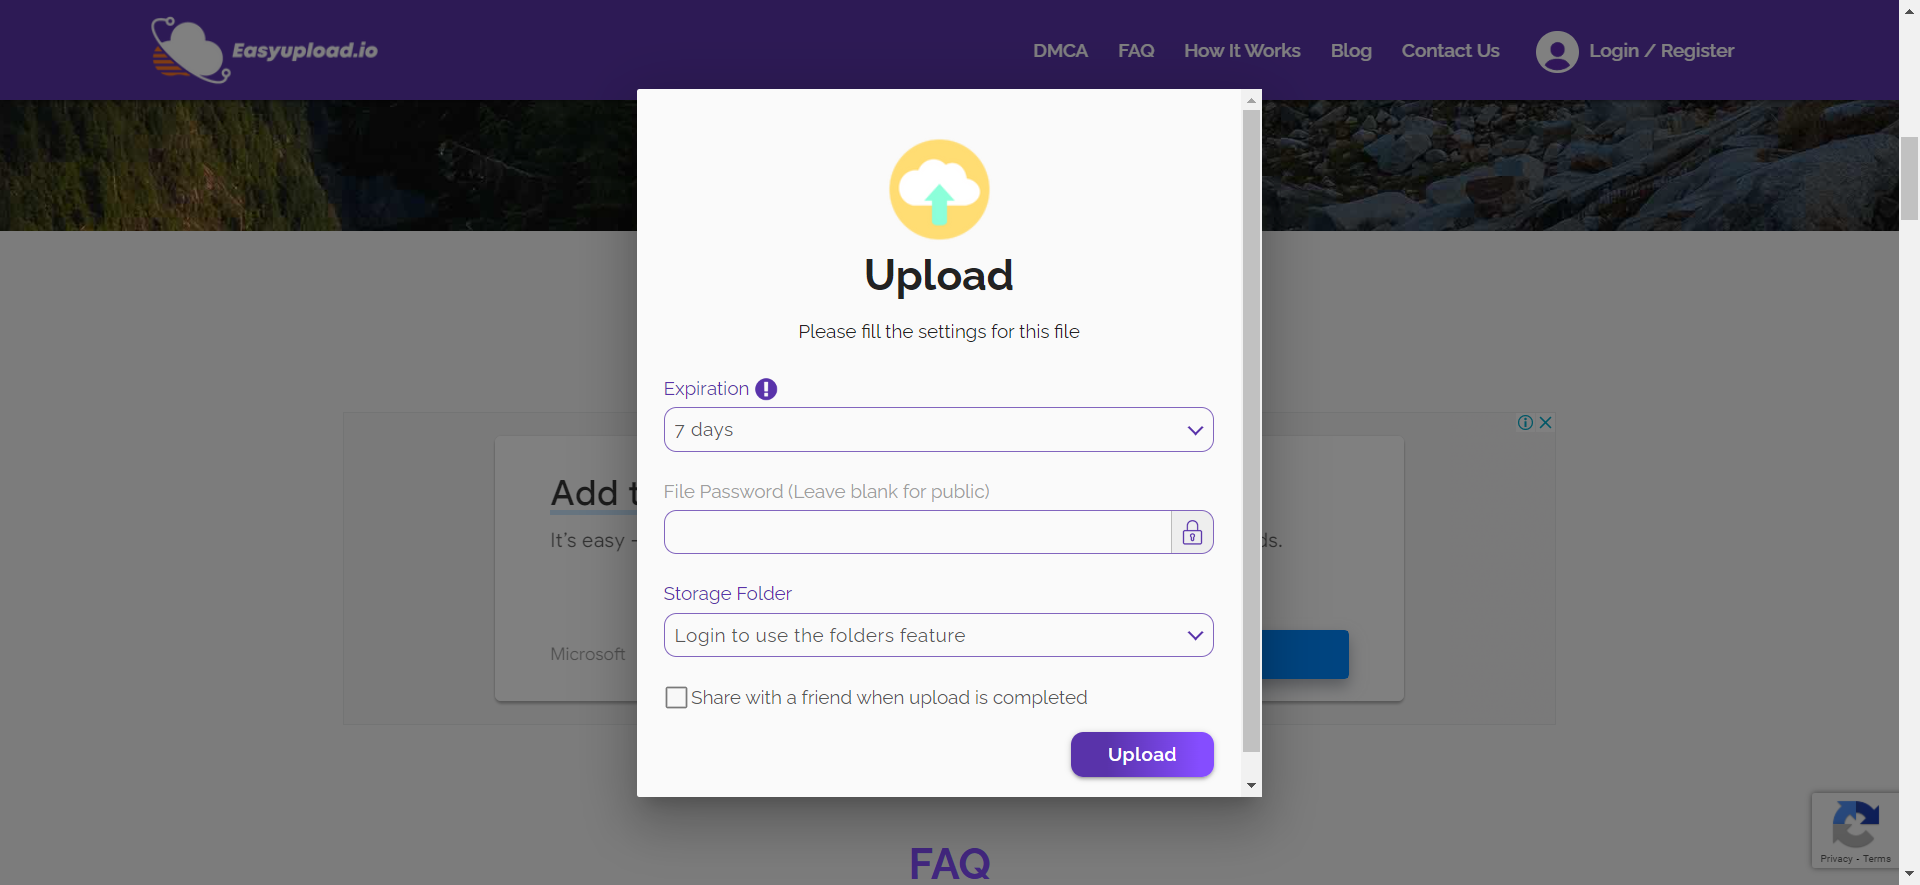 Easyupload.io
DMCA
FAQ
How It Works
Blog
Contact Us
Login / Register
Upload
Please fill the settings for this file
Expiration
7 days
File Password (Leave blank for public)
Storage Folder
Login to use the folders feature
Share with a friend when upload is completed
Upload
Add
It's easy -
Microsoft
FAQ
Privacy - Terms